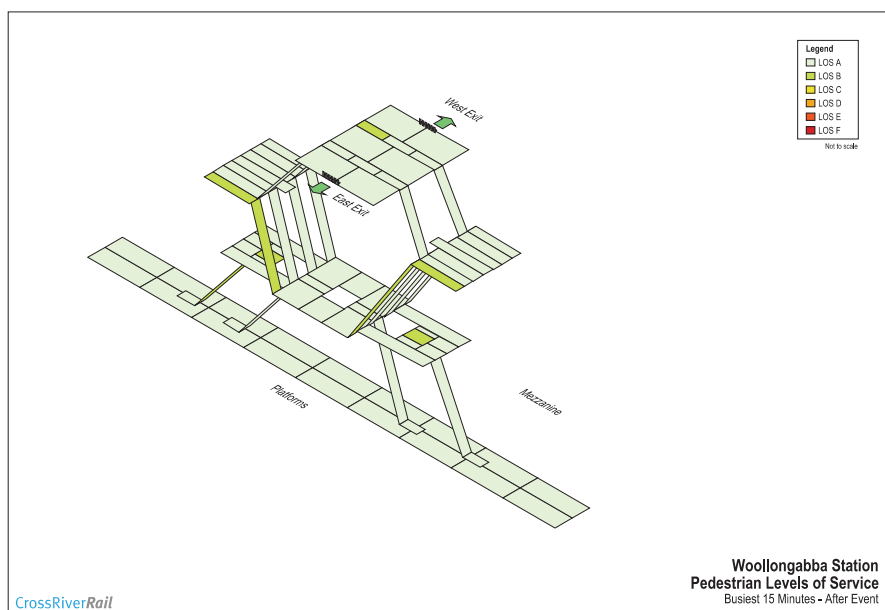 Legend
LOS A
LOS B
LOS C
LOS D
LOS E
LOS F
Not to scale
West Exit
East Exit
Platforms
Mezzanine
Woollongabba Station
Pedestrian Levels of Service
Busiest 15 Minutes - After Event
CrossRiverRail